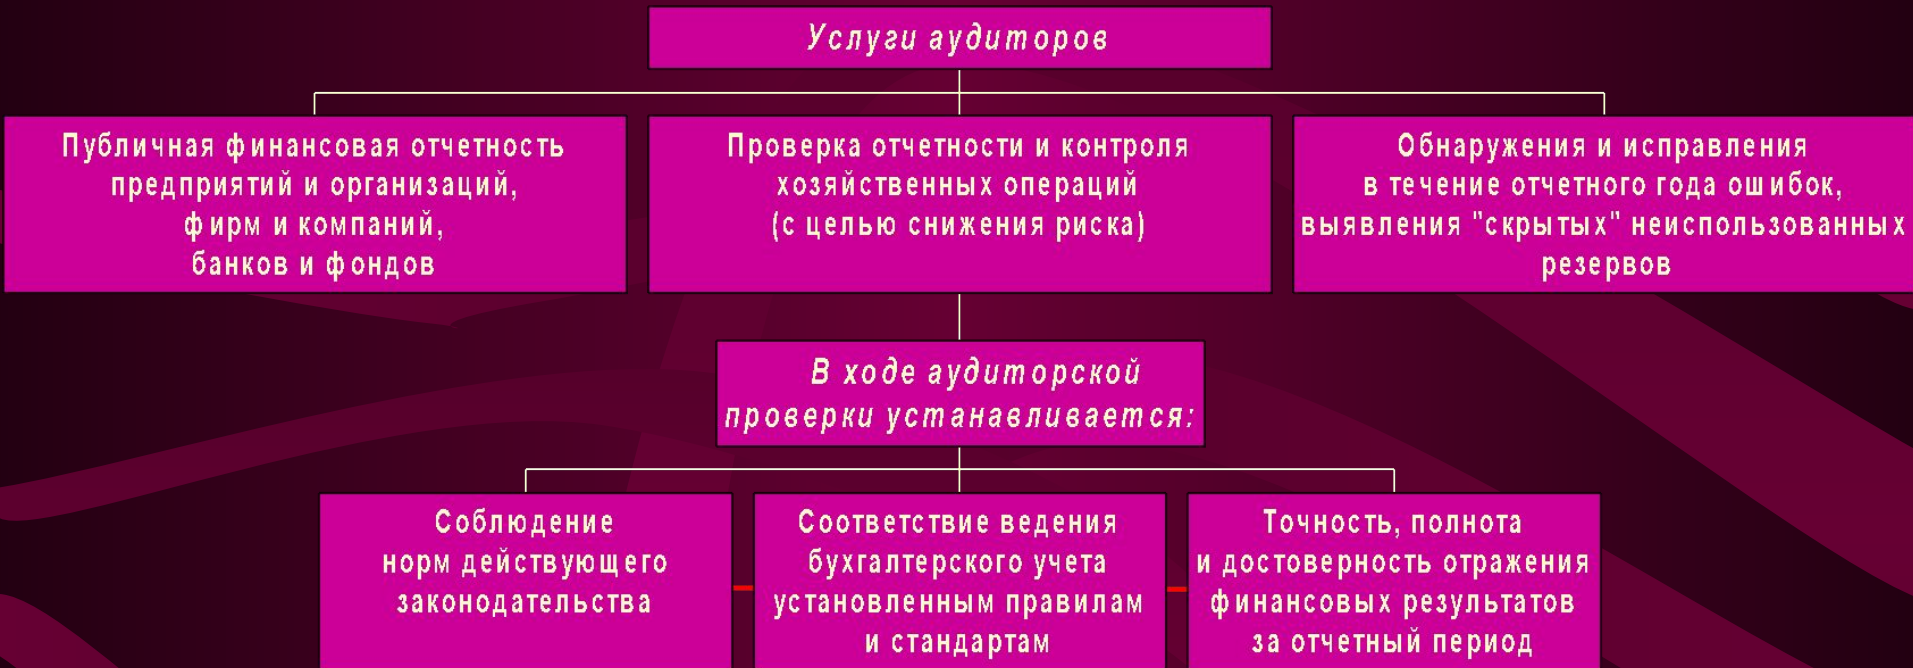 Услуги аудиторов
Публичная финансовая отчетность
предприятий и организаций,
фирм и компаний,
банков и фондов
Проверка отчетности и контроля
хозяйственных операций
(с целью снижения риска)
Обнаружения и исправления
в течение отчетного года ошибок,
выявления "скрытых" неиспользованных
резервов
В ходе аудиторской
проверки устанавливается:
Соблюдение
норм действующего
законодательства
Соответствие ведения
бухгалтерского учета
установленным правилам
и стандартам
Точность, полнота
и достоверность отражения
финансовых результатов
за отчетный период